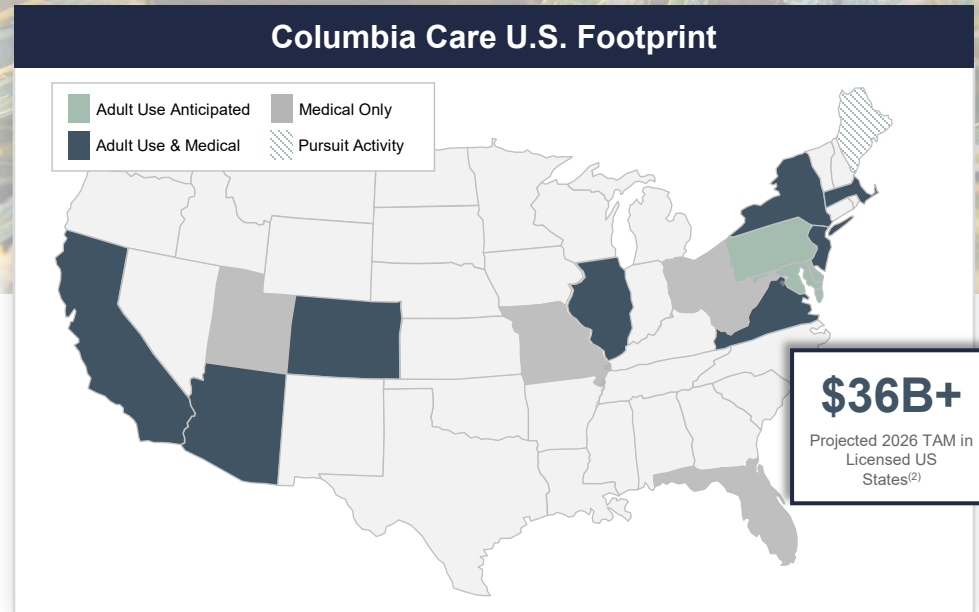 Columbia Care U.S. Footprint
Adult Use Anticipated
Medical Only
Adult Use & Medical
Pursuit Activity
$36B+
Projected 2026 TAM in
Licensed US
States(2)